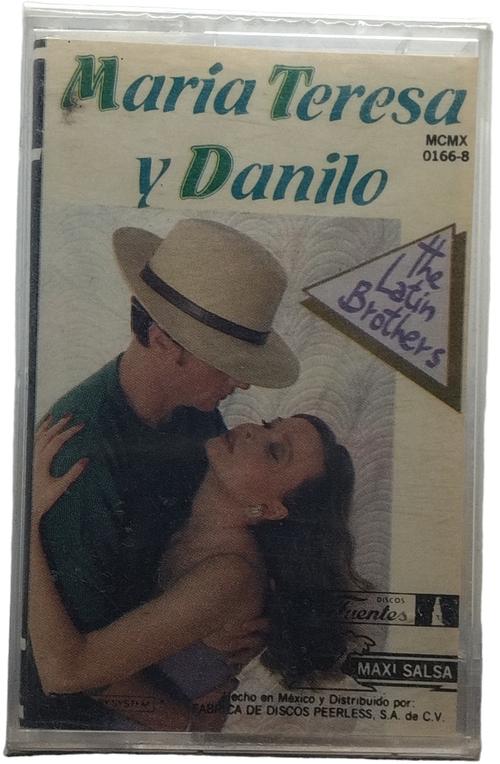 María Teresa
y Danilo
MCMX
0166-8
The
Latin
Brothers
DISCOS
Fuentes
MAXI SALSA
Hecho en México y Distribuido por:
FABRICA DE DISCOS PEERLESS, S.A. de C.V.